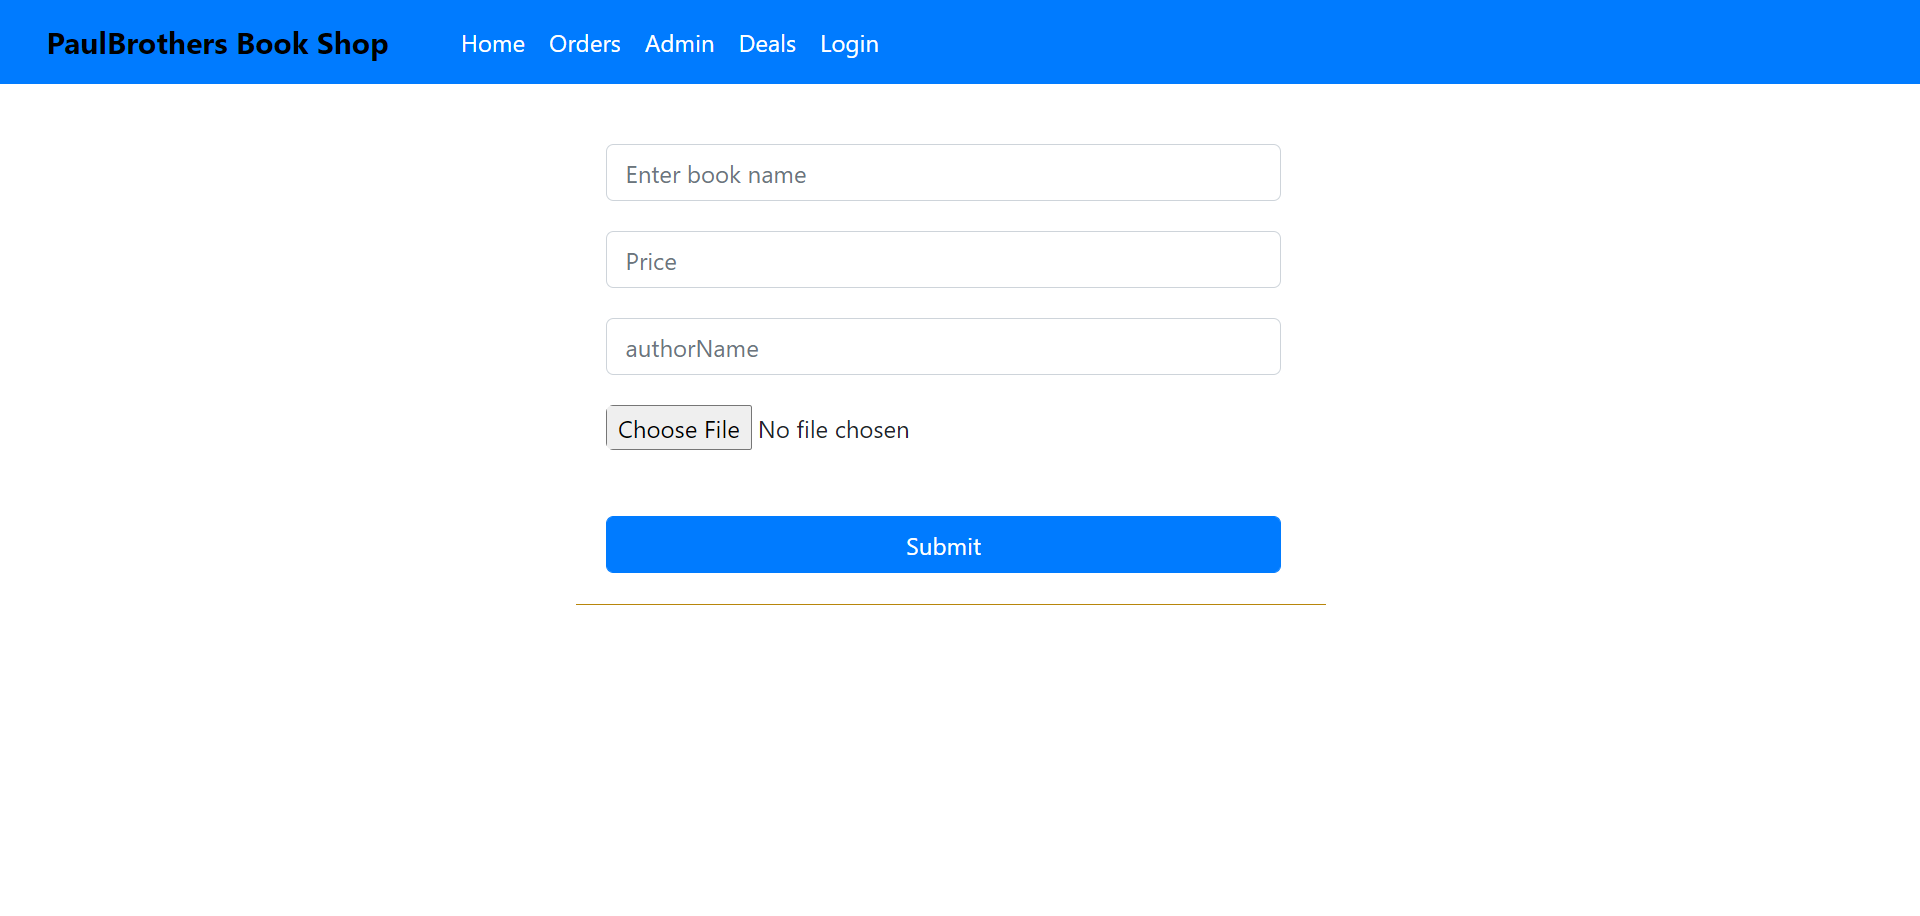 PaulBrothers Book Shop Home Orders Admin Deals Login
Enter book name
Price
authorName
Choose File No file chosen
Submit